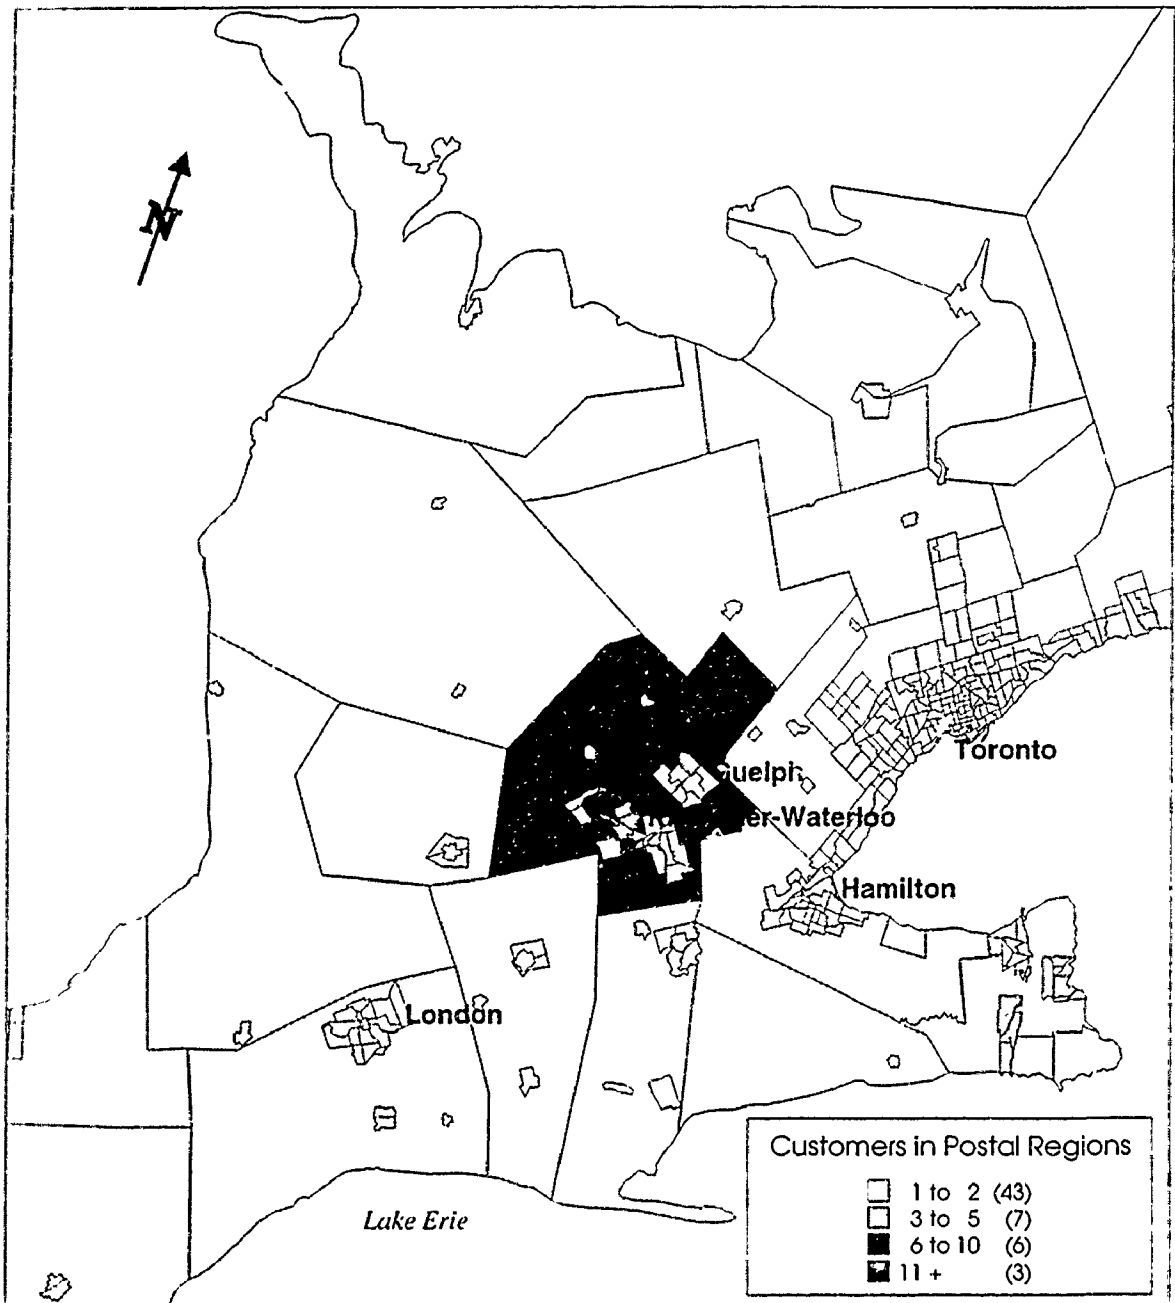 N
Toronto
Guelph
er-Waterloo
Hamilton
London
Customers in Postal Regions
1 to 2 (43)
3 to 5 (7)
6 to 10 (6)
11 + (3)
Lake Erie